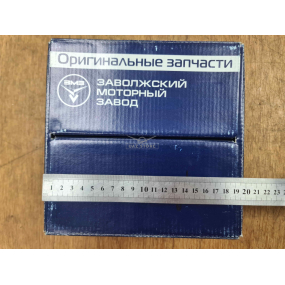 Оригинальные запчасти
ЗМЗ
ЗАВОЛЖСКИЙ
МОТОРНЫЙ
ЗАВОД
1 2 3 4 5 6 7 8 9 10 11 12 13 14 15 16 17 18 19 20 21 22 23